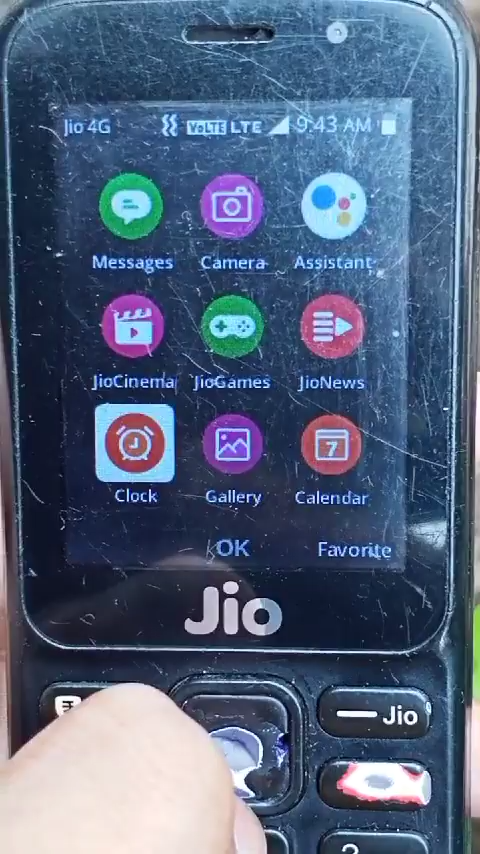 Jio 4G VoLTE LTE 9:43 AM
Messages Camera Assistant
JioCinema JioGames JioNews
7
Clock Gallery Calendar
OK Favorite
Jio
Jio